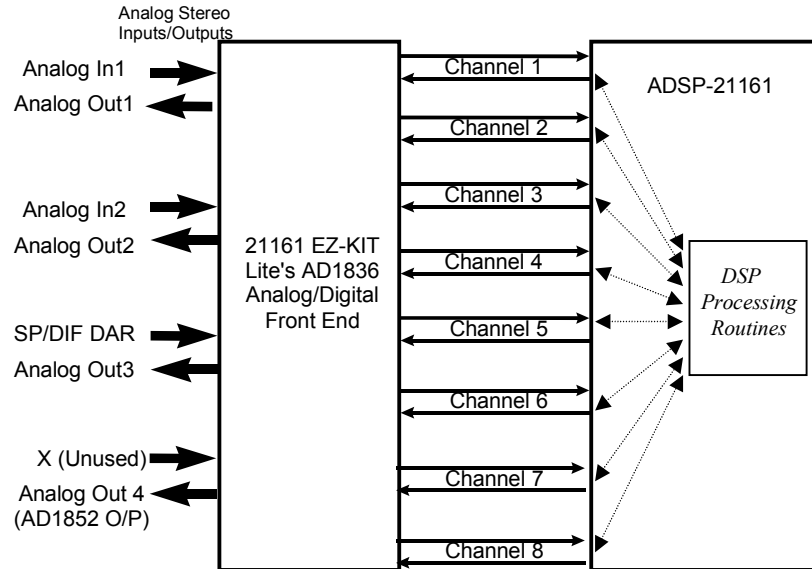 Analog Stereo
Inputs/Outputs
Analog In1
Analog Out1
Analog In2
Analog Out2
SP/DIF DAR
Analog Out3
X (Unused)
Analog Out 4
(AD1852 O/P)
21161 EZ-KIT
Lite's AD1836
Analog/Digital
Front End
Channel 1
Channel 2
Channel 3
Channel 4
Channel 5
Channel 6
Channel 7
Channel 8
ADSP-21161
DSP
Processing
Routines